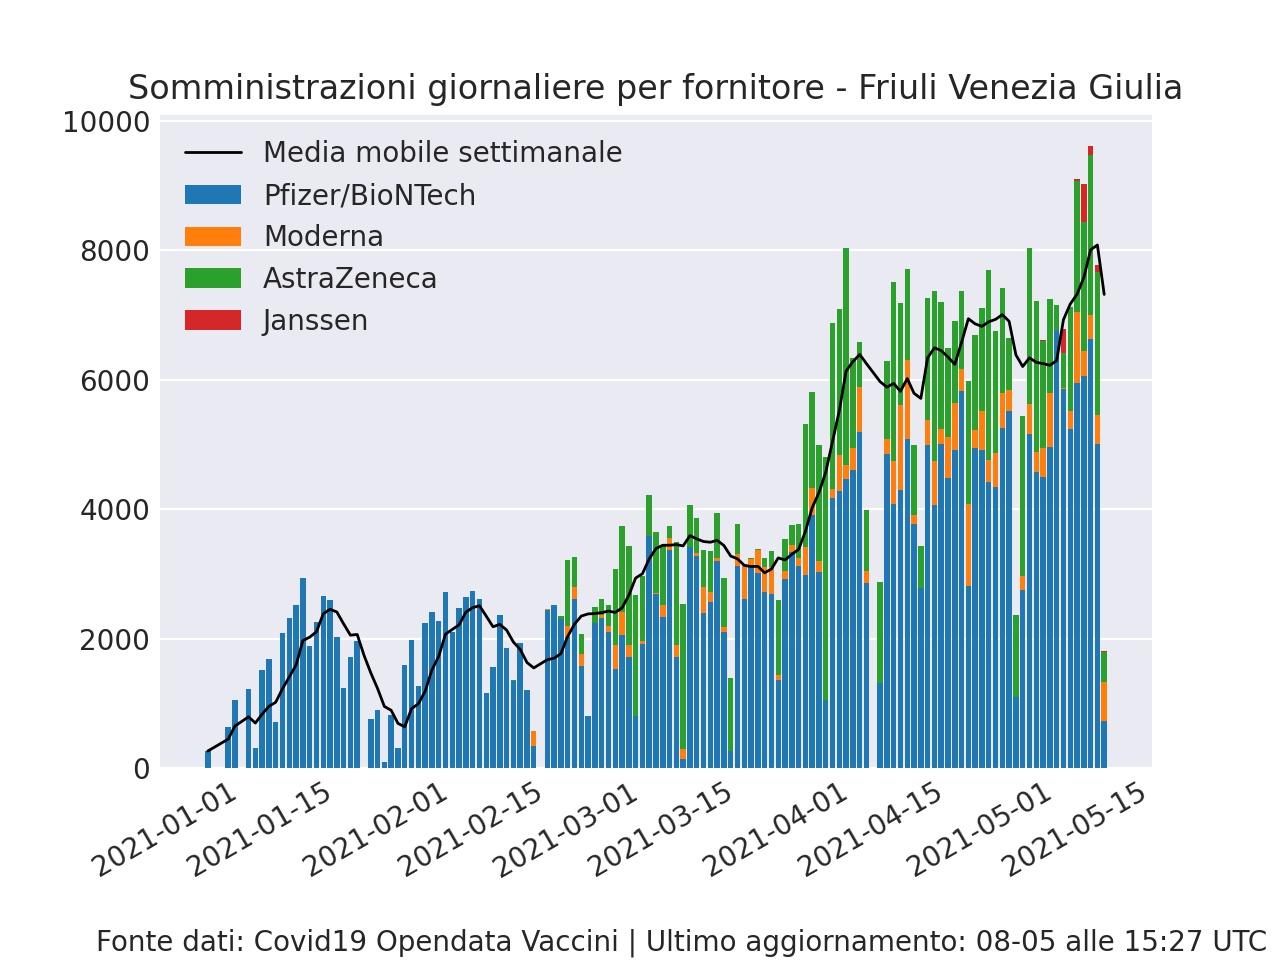 Somministrazioni giornaliere per fornitore - Friuli Venezia Giulia
10000
8000
6000
4000
2000
0
Media mobile settimanale
Pfizer/BioNTech
Moderna
AstraZeneca
Janssen
2021-01-01
2021-01-15
2021-02-01
2021-02-15
2021-03-01
2021-03-15
2021-04-01
2021-04-15
2021-05-01
2021-05-15
Fonte dati: Covid19 Opendata Vaccini | Ultimo aggiornamento: 08-05 alle 15:27 UTC